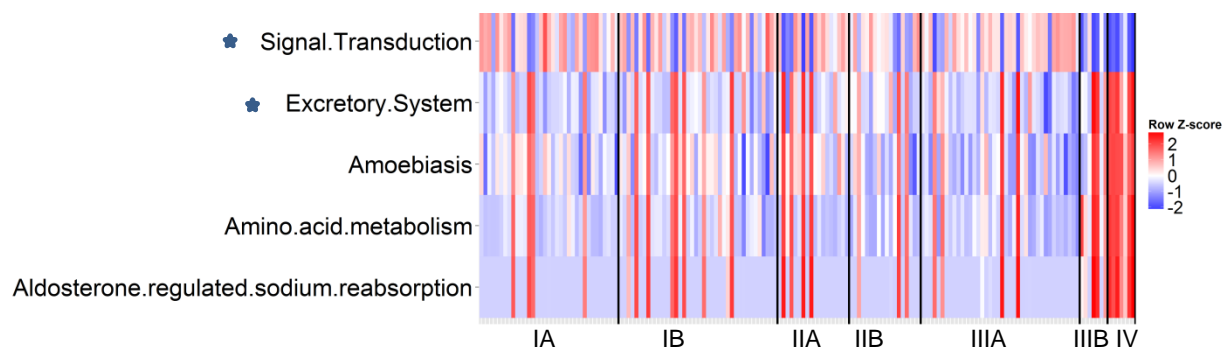 Signal.Transduction
Excretory.System
Amoebiasis
Amino.acid.metabolism
Aldosterone.regulated.sodium.reabsorption
Row Z-score
2
1
0
-1
-2
IA IB IIA IIB IIIA IIIB IV